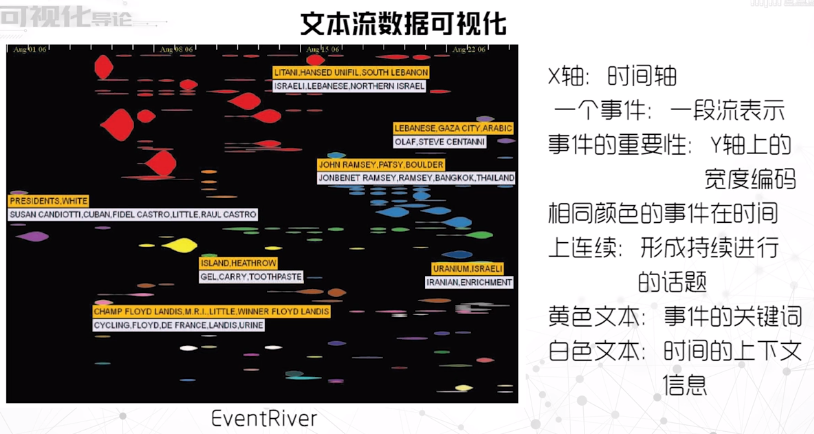 可视化导论
文本流数据可视化
Aug 01 06
Aug 08 06
Aug 15 06
Aug 22 06
LITANI,HANSED UNIFIL,SOUTH LEBANON
ISRAELI,LEBANESE,NORTHERN ISRAEL
LEBANESE,GAZA CITY,ARABIC
OLAF,STEVE CENTANNI
JOHN RAMSEY,PATSY,BOULDER
JONBENET RAMSEY,RAMSEY,BANGKOK,THAILAND
PRESIDENTS,WHITE
SUSAN CANDIOTTI,CUBAN,FIDEL CASTRO,LITTLE,RAUL CASTRO
ISLAND,HEATHROW
GEL,CARRY,TOOTHPASTE
URANIUM,ISRAELI
IRANIAN,ENRICHMENT
CHAMP FLOYD LANDIS,M.R.I.,LITTLE,WINNER FLOYD LANDIS
CYCLING,FLOYD,DE FRANCE,LANDIS,URINE
EventRiver
X轴：时间轴
一个事件：一段流表示
事件的重要性：Y轴上的
宽度编码
相同颜色的事件在时间
上连续：形成持续进行
的话题
黄色文本：事件的关键词
白色文本：时间的上下文
信息